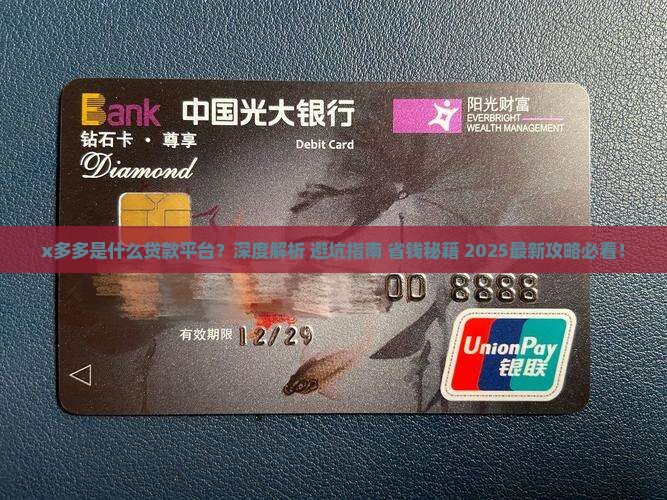 Bank 中国光大银行
阳光财富
EVERBRIGHT
WEALTH MANAGEMENT
钻石卡·尊享
Debit Card
Diamond
x多多是什么贷款平台？深度解析 避坑指南 省钱秘籍 2025最新攻略必看！
00 8888
有效期限 12/29
UnionPay
银联